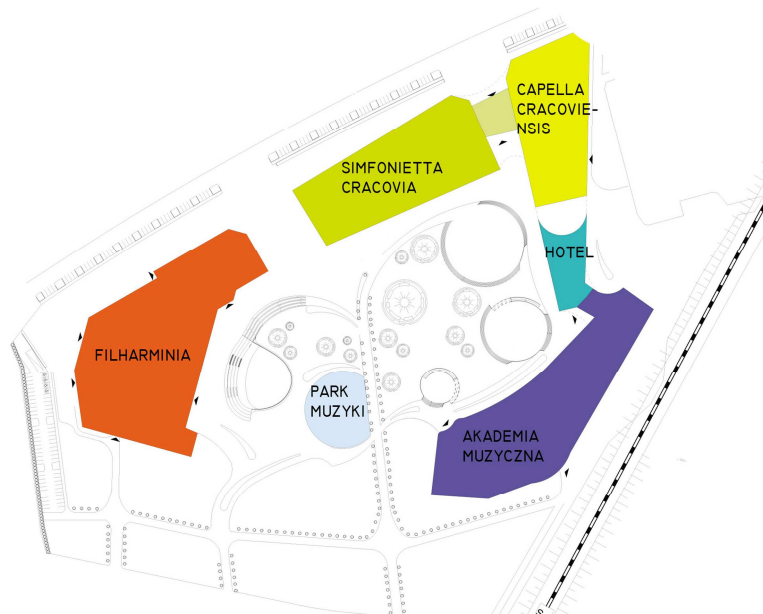 CAPELLA
CRACOVIE-
NSIS
SIMFONIETTA
CRACOVIA
HOTEL
FILHARMINIA
PARK
MUZYKI
AKADEMIA
MUZYCZNA